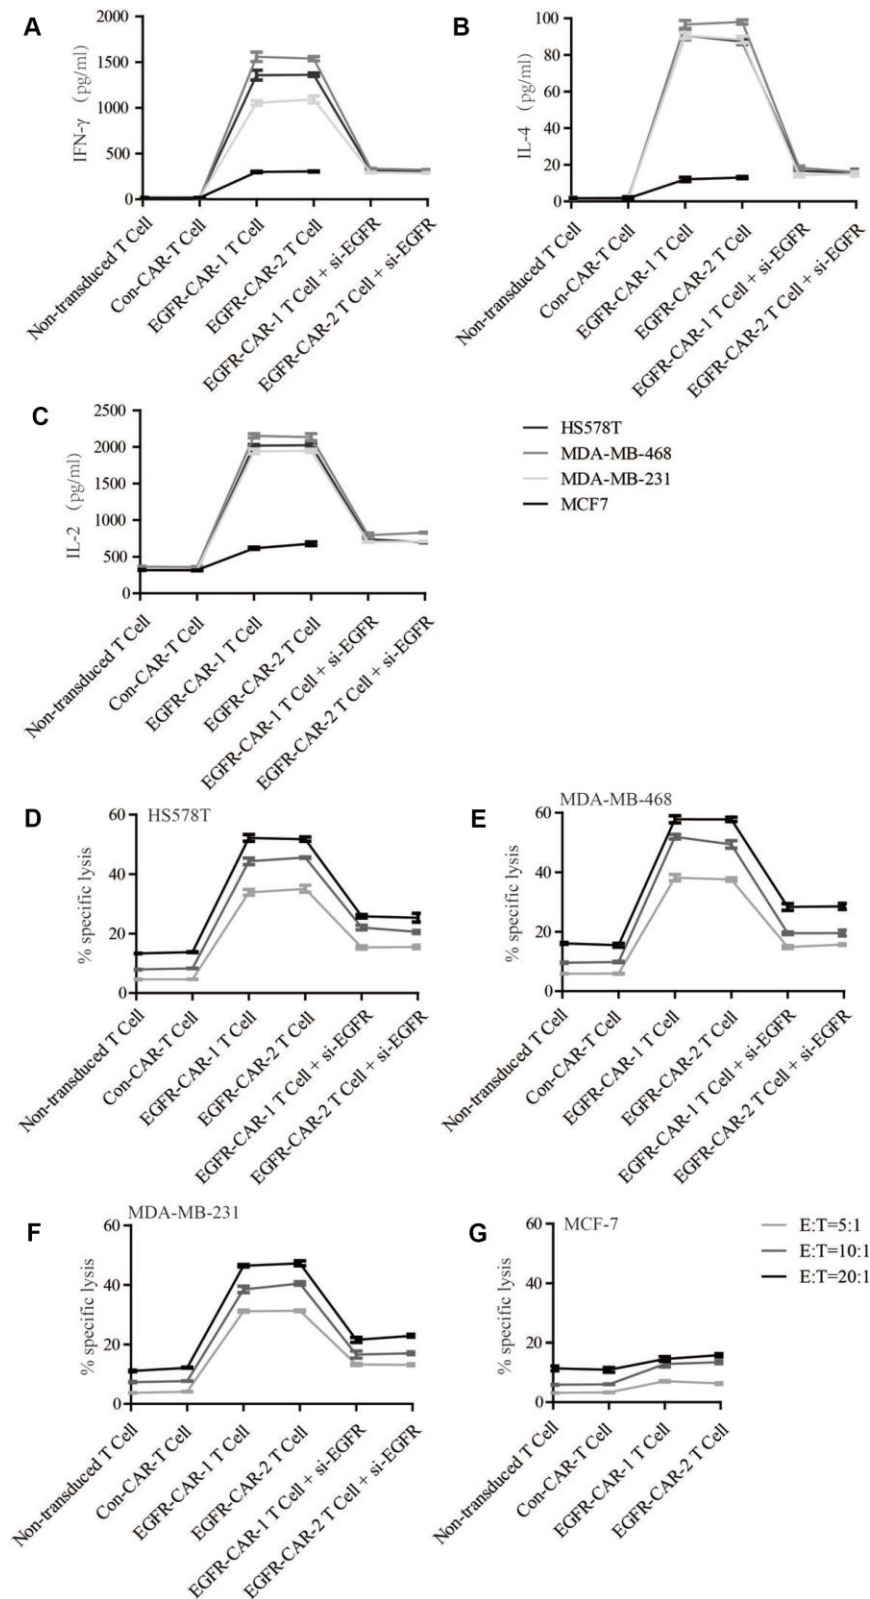 A
IFN-γ (pg/ml)
2000
1500
1000
500
0
Non-transduced T Cell
Con-CAR-T Cell
EGFR-CAR-1 T Cell
EGFR-CAR-2 T Cell
EGFR-CAR-1 T Cell + si-EGFR
EGFR-CAR-2 T Cell + si-EGFR
B
IL-4 (pg/ml)
100
80
60
40
20
0
Non-transduced T Cell
Con-CAR-T Cell
EGFR-CAR-1 T Cell
EGFR-CAR-2 T Cell
EGFR-CAR-1 T Cell + si-EGFR
EGFR-CAR-2 T Cell + si-EGFR
C
IL-2 (pg/ml)
2500
2000
1500
1000
500
0
Non-transduced T Cell
Con-CAR-T Cell
EGFR-CAR-1 T Cell
EGFR-CAR-2 T Cell
EGFR-CAR-1 T Cell + si-EGFR
EGFR-CAR-2 T Cell + si-EGFR
HS578T
MDA-MB-468
MDA-MB-231
MCF7
D
HS578T
% specific lysis
60
40
20
0
Non-transduced T Cell
Con-CAR-T Cell
EGFR-CAR-1 T Cell
EGFR-CAR-2 T Cell
EGFR-CAR-1 T Cell + si-EGFR
EGFR-CAR-2 T Cell + si-EGFR
E
MDA-MB-468
% specific lysis
60
40
20
0
Non-transduced T Cell
Con-CAR-T Cell
EGFR-CAR-1 T Cell
EGFR-CAR-2 T Cell
EGFR-CAR-1 T Cell + si-EGFR
EGFR-CAR-2 T Cell + si-EGFR
F
MDA-MB-231
% specific lysis
60
40
20
0
Non-transduced T Cell
Con-CAR-T Cell
EGFR-CAR-1 T Cell
EGFR-CAR-2 T Cell
EGFR-CAR-1 T Cell + si-EGFR
EGFR-CAR-2 T Cell + si-EGFR
G
MCF-7
% specific lysis
60
40
20
0
Non-transduced T Cell
Con-CAR-T Cell
EGFR-CAR-1 T Cell
EGFR-CAR-2 T Cell
E:T=5:1
E:T=10:1
E:T=20:1